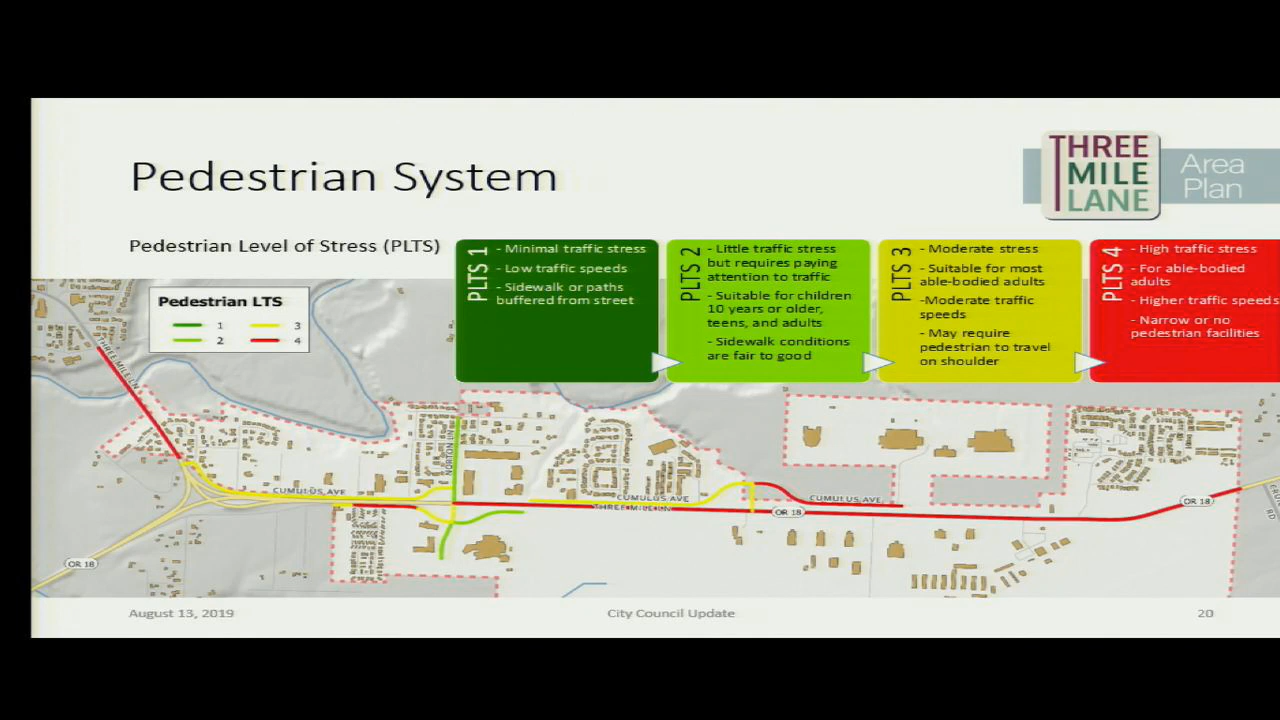 Pedestrian System
THREE
MILE
LANE
Area
Plan
Pedestrian Level of Stress (PLTS)
PLTS 1
- Minimal traffic stress
- Low traffic speeds
- Sidewalk or paths
buffered from street
PLTS 2
- Little traffic stress
but requires paying
attention to traffic
- Suitable for children
10 years or older,
teens, and adults
- Sidewalk conditions
are fair to good
PLTS 3
- Moderate stress
- Suitable for most
able-bodied adults
-Moderate traffic
speeds
- May require
pedestrian to travel
on shoulder
PLTS 4
- High traffic stress
- For able-bodied
adults
- Higher traffic speeds
- Narrow or no
pedestrian facilities
Pedestrian LTS
1
3
2
4
THREE MILE LN
NORTON LN
CUMULUS AVE
CUMULUS AVE
CUMULUS AVE
THREE MILE LN
OR 18
OR 18
OR 18
RD
August 13, 2019
City Council Update
20